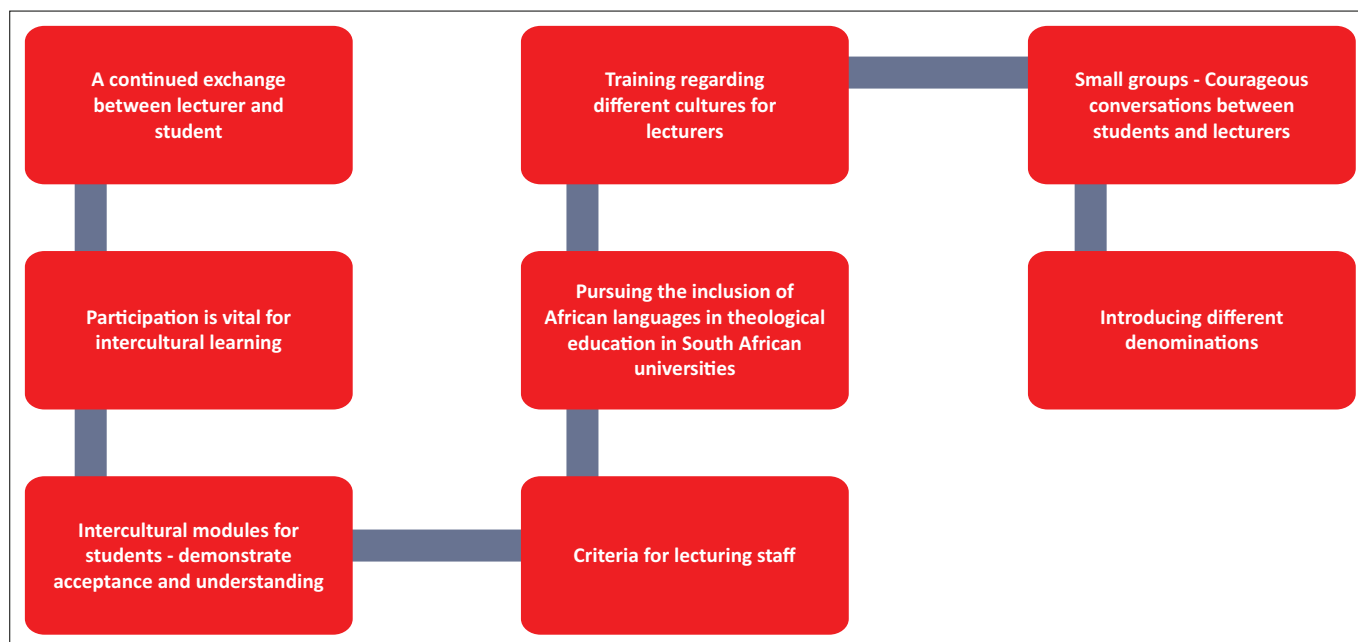 A continued exchange
between lecturer and
student
Participation is vital for
intercultural learning
Intercultural modules for
students - demonstrate
acceptance and understanding
Criteria for lecturing staff
Pursuing the inclusion of
African languages in theological
education in South African
universities
Training regarding
different cultures for
lecturers
Small groups - Courageous
conversations between
students and lecturers
Introducing different
denominations